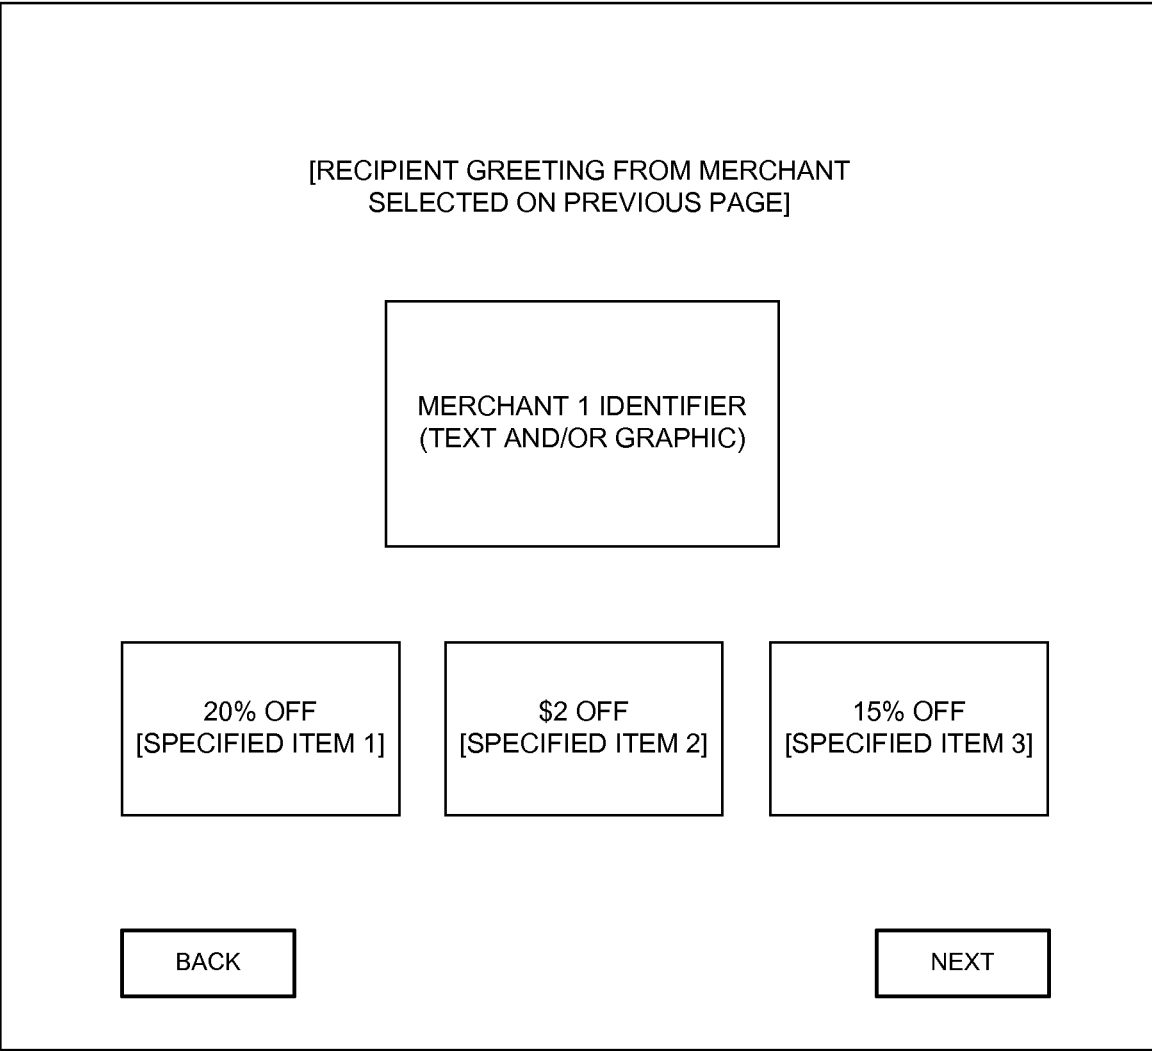 [RECIPIENT GREETING FROM MERCHANT
SELECTED ON PREVIOUS PAGE]
MERCHANT 1 IDENTIFIER
(TEXT AND/OR GRAPHIC)
20% OFF
[SPECIFIED ITEM 1]
$2 OFF
[SPECIFIED ITEM 2]
15% OFF
[SPECIFIED ITEM 3]
BACK
NEXT